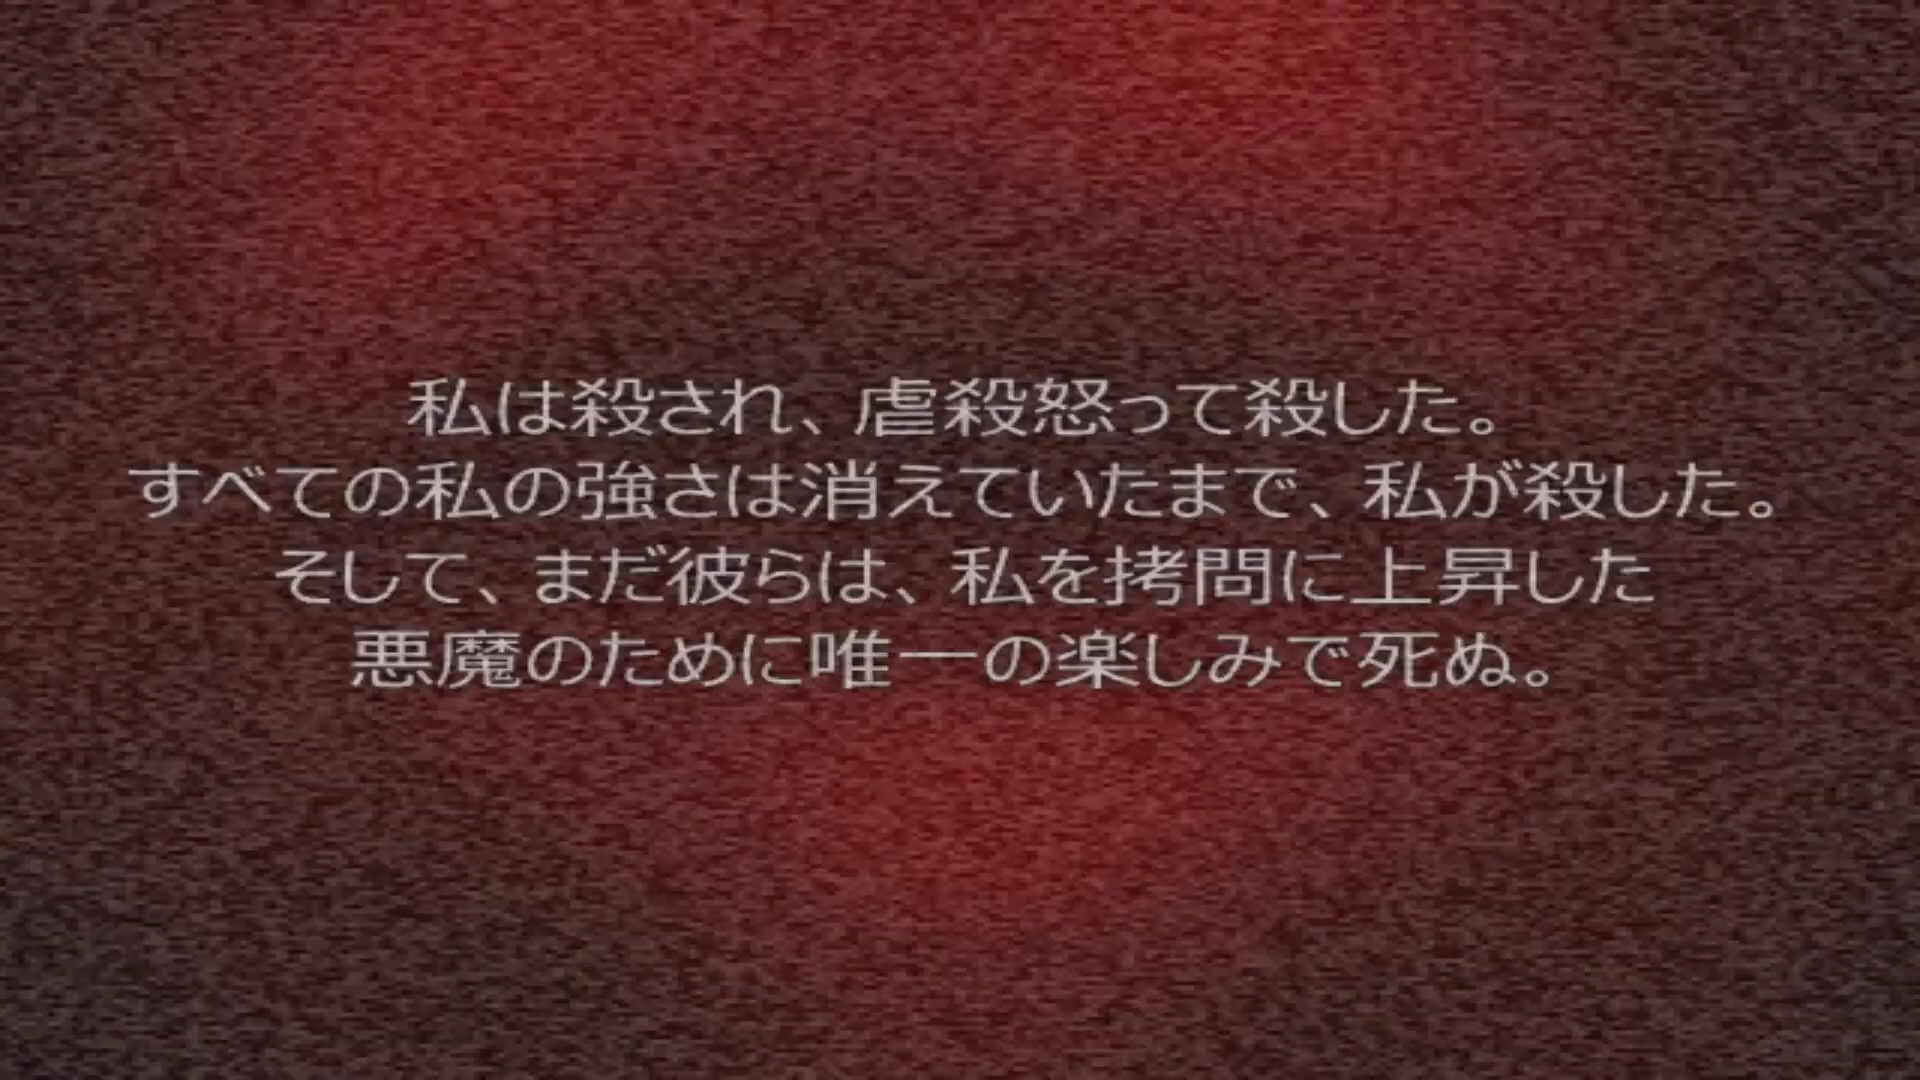 私は殺され、虐殺怒って殺した。
すべての私の強さは消えていたまで、私が殺した。
そして、まだ彼らは、私を拷問に上昇した
悪魔のために唯一の楽しみで死ぬ。